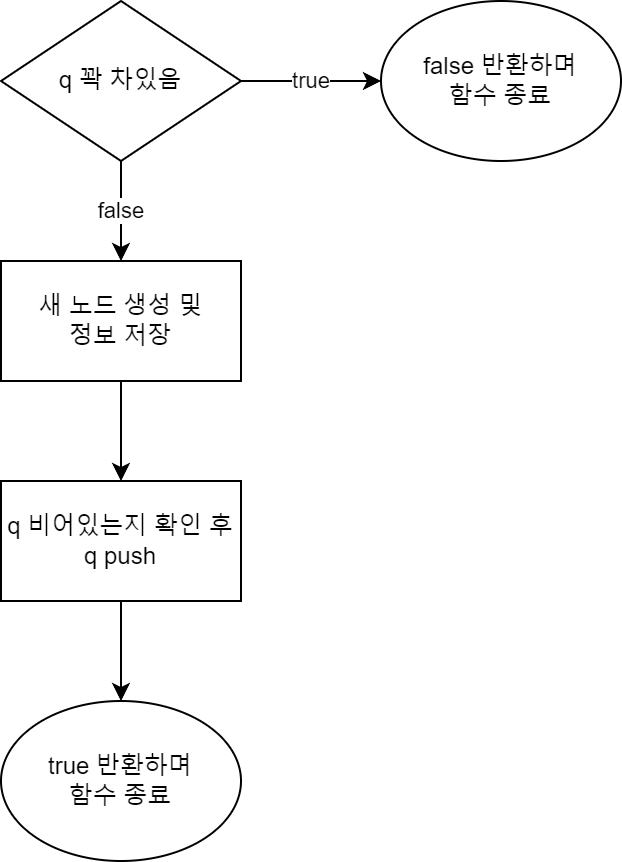 q 꽉 차있음
true
false 반환하며
함수 종료
false
새 노드 생성 및
정보 저장
q 비어있는지 확인 후
q push
true 반환하며
함수 종료